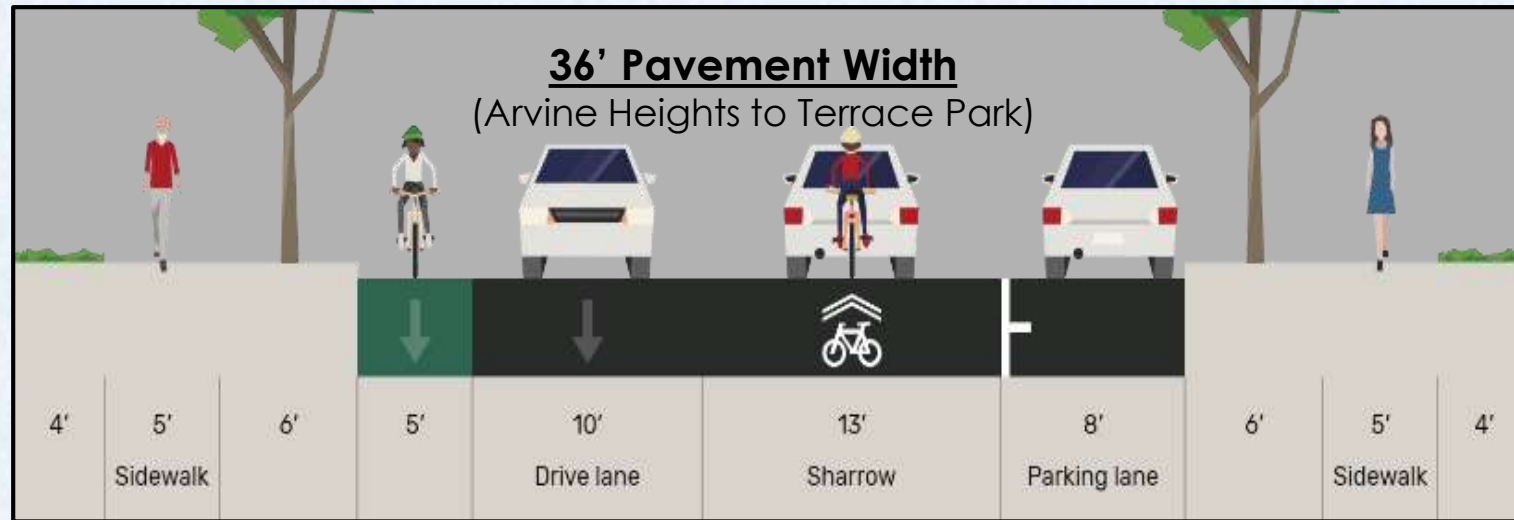 36’ Pavement Width
(Arvine Heights to Terrace Park)
4’ 5’ 6’ 5’ 10’ 13’ 8’ 6’ 5’ 4’
Sidewalk Drive lane Sharrow Parking lane Sidewalk